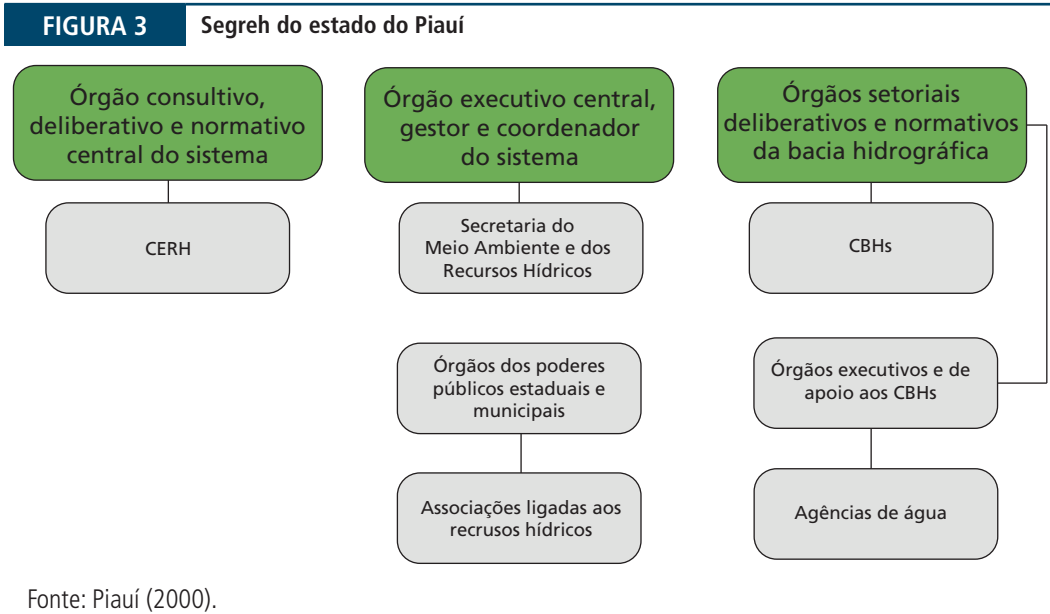 FIGURA 3
Segreh do estado do Piauí
Órgão consultivo,
deliberativo e normativo
central do sistema
CERH
Órgão executivo central,
gestor e coordenador
do sistema
Secretaria do
Meio Ambiente e dos
Recursos Hídricos
Órgãos dos poderes
públicos estaduais e
municipais
Associações ligadas aos
recrusos hídricos
Órgãos setoriais
deliberativos e normativos
da bacia hidrográfica
CBHs
Órgãos executivos e de
apoio aos CBHs
Agências de água
Fonte: Piauí (2000).